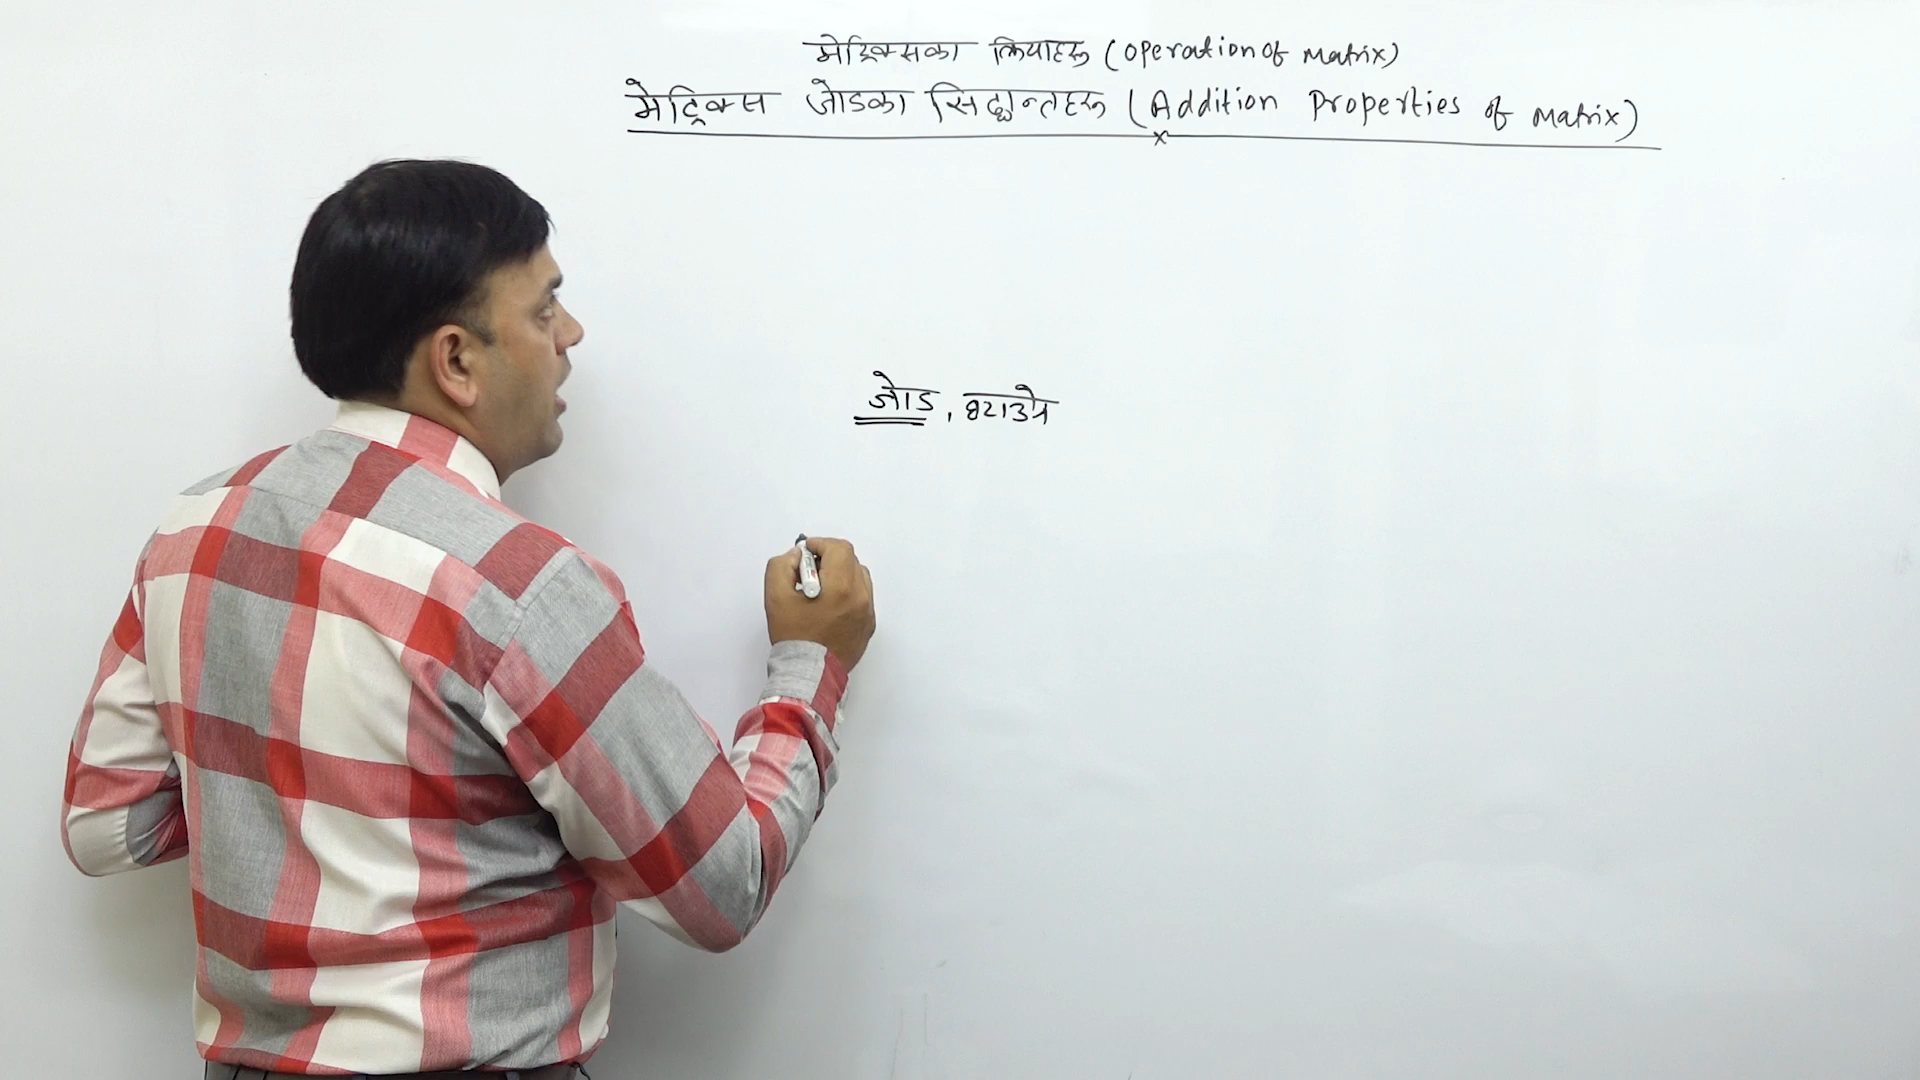 मेट्रिक्सका क्रियाहरू (Operation of Matrix)
मेट्रिक्स जोडका सिद्धान्तहरू (Addition Properties of Matrix)
जोड, घटाउने